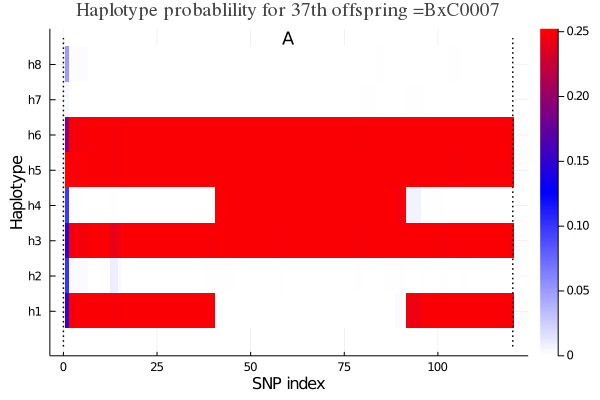 Haplotype probablility for 37th offspring =BxC0007
A
h8
h7
h6
h5
h4
h3
h2
h1
Haplotype
0
25
50
75
100
SNP index
0.25
0.20
0.15
0.10
0.05
0